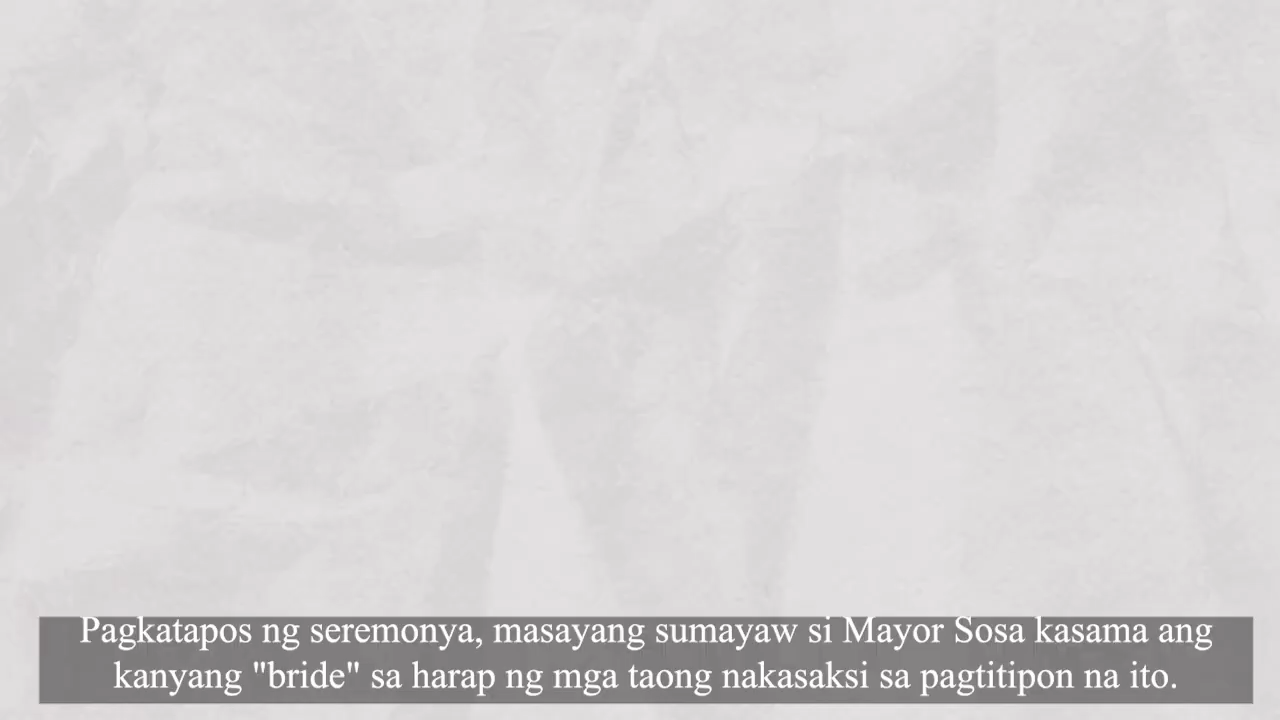 Pagkatapos ng seremonya, masayang sumayaw si Mayor Sosa kasama ang
kanyang "bride" sa harap ng mga taong nakasaksi sa pagtitipon na ito.